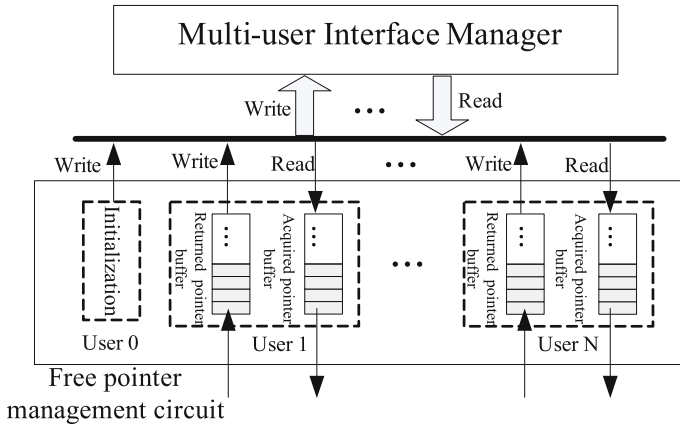 Multi-user Interface Manager
Write
...
Read
Write
Write
Read
...
Write
Read
Initialization
Returned pointer
buffer
...
Acquired pointer
buffer
...
...
Returned pointer
buffer
...
Acquired pointer
buffer
...
User 0
User 1
User N
Free pointer
management circuit